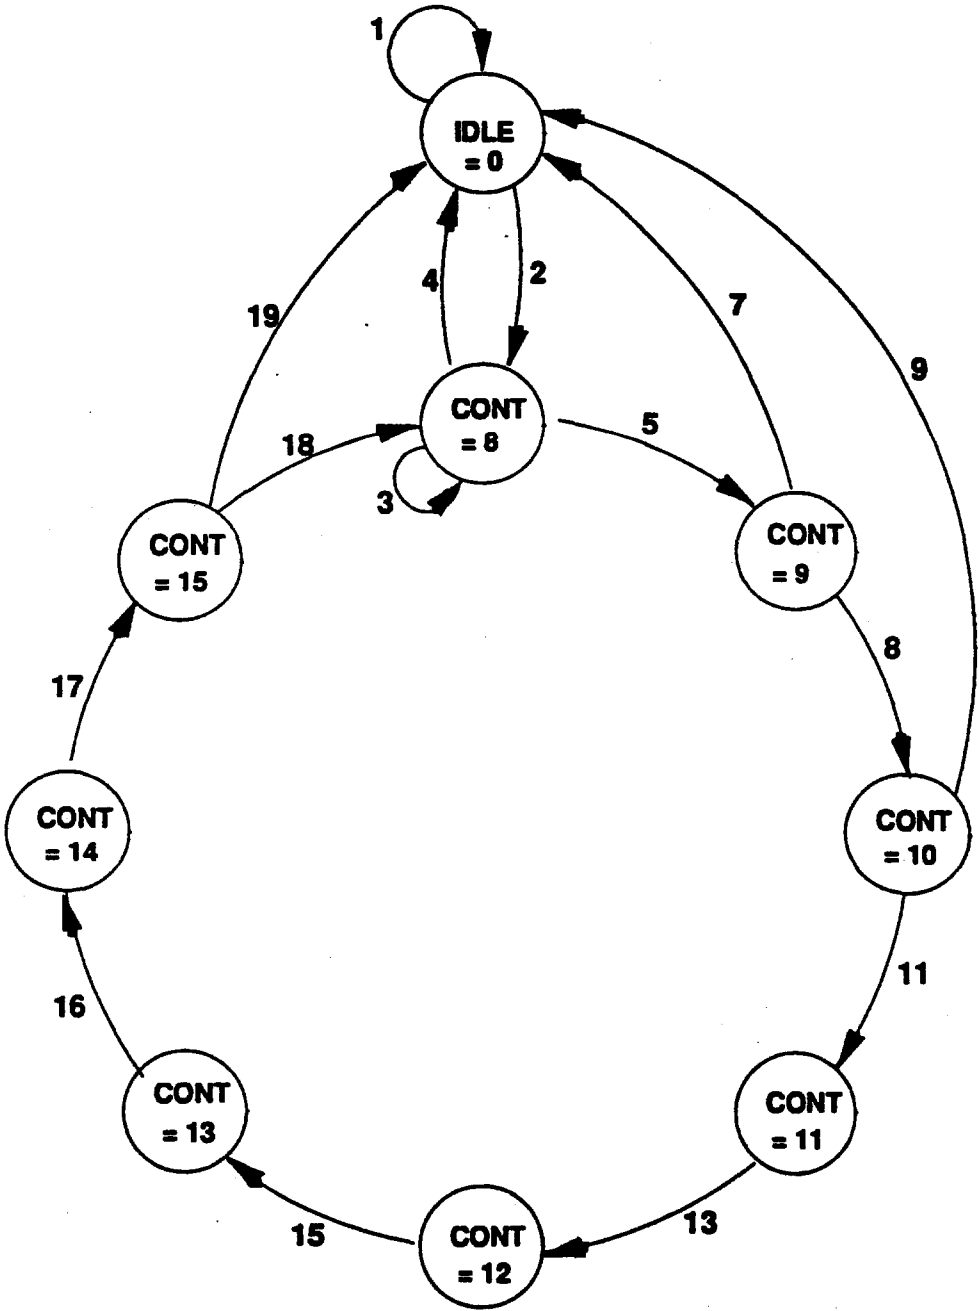 1
IDLE
= 0
4
2
19
7
9
CONT
= 8
5
18
3
CONT
= 15
CONT
= 9
8
17
CONT
= 14
CONT
= 10
11
16
CONT
= 13
CONT
= 11
15
13
CONT
= 12